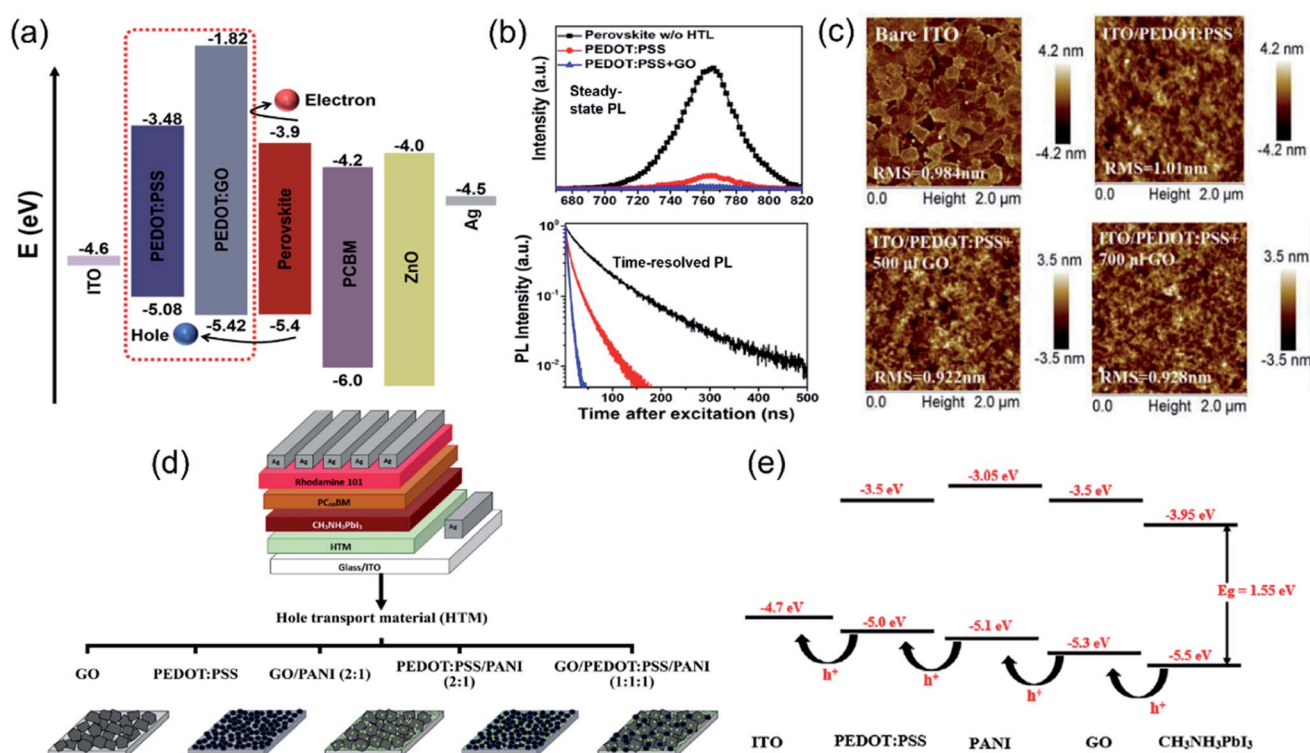 (a)
E (eV)
-4.6
ITO
-3.48
PEDOT:PSS
-5.08
-1.82
PEDOT:GO
-5.42
Electron
-3.9
Perovskite
-5.4
Hole
-4.2
PCBM
-6.0
-4.0
ZnO
-4.5
Ag
(b)
Perovskite w/o HTL
PEDOT:PSS
PEDOT:PSS+GO
Steady-
state PL
Intensity (a.u.)
680 700 720 740 760 780 800 820
Time-resolved PL
PL Intensity (a.u.)
10⁰
10⁻¹
10⁻²
0 100 200 300 400 500
Time after excitation (ns)
(c)
Bare ITO
RMS=0.984nm
0.0 Height 2.0 µm
4.2 nm
-4.2 nm
ITO/PEDOT:PSS
RMS=1.01nm
0.0 Height 2.0 µm
4.2 nm
-4.2 nm
ITO/PEDOT:PSS+
500 µl GO
RMS=0.922nm
0.0 Height 2.0 µm
3.5 nm
-3.5 nm
ITO/PEDOT:PSS+
700 µl GO
RMS=0.928nm
0.0 Height 2.0 µm
3.5 nm
-3.5 nm
(d)
Ag Ag Ag Ag Ag
Rhodamine 101
PC₆₀BM
CH₃NH₃PbI₃
Ag
HTM
Glass/ITO
Hole transport material (HTM)
GO
PEDOT:PSS
GO/PANI (2:1)
PEDOT:PSS/PANI
(2:1)
GO/PEDOT:PSS/PANI
(1:1:1)
(e)
-3.5 eV
-3.05 eV
-3.5 eV
-3.95 eV
Eg = 1.55 eV
-4.7 eV
-5.0 eV
-5.1 eV
-5.3 eV
-5.5 eV
h⁺
h⁺
h⁺
h⁺
ITO
PEDOT:PSS
PANI
GO
CH₃NH₃PbI₃